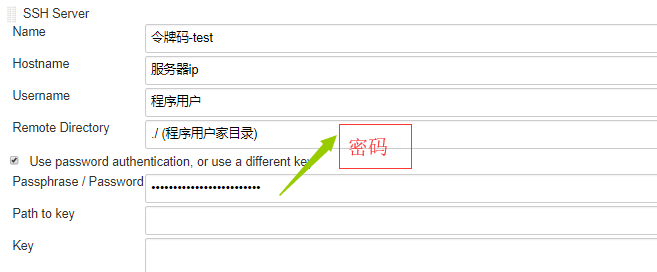 SSH Server
Name 令牌码-test
Hostname 服务器ip
Username 程序用户
Remote Directory ./ (程序用户家目录)
密码
Use password authentication, or use a different key
Passphrase / Password ••••••••••••••••••••••••••
Path to key
Key